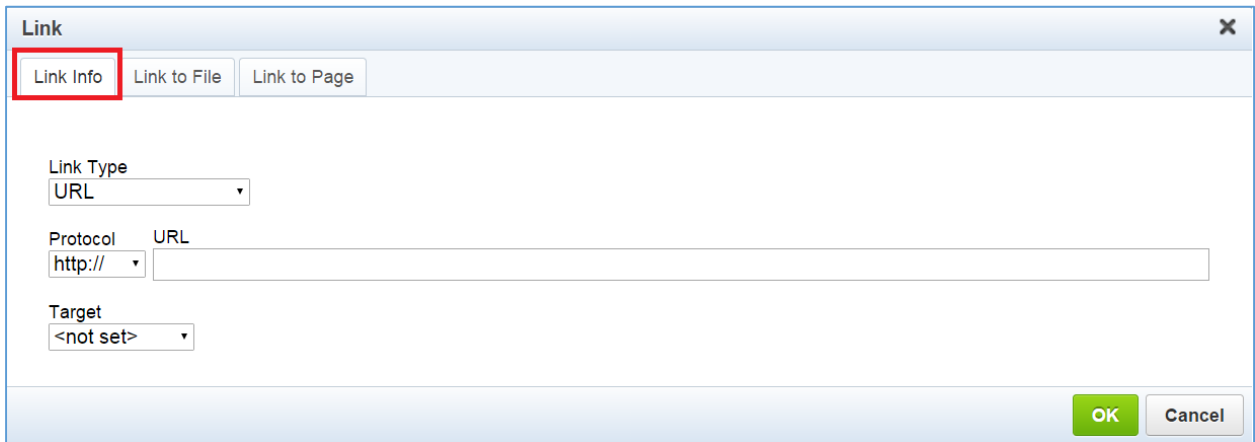 Link
Link Info Link to File Link to Page
Link Type
URL
Protocol URL
http://
Target
<not set>
OK Cancel